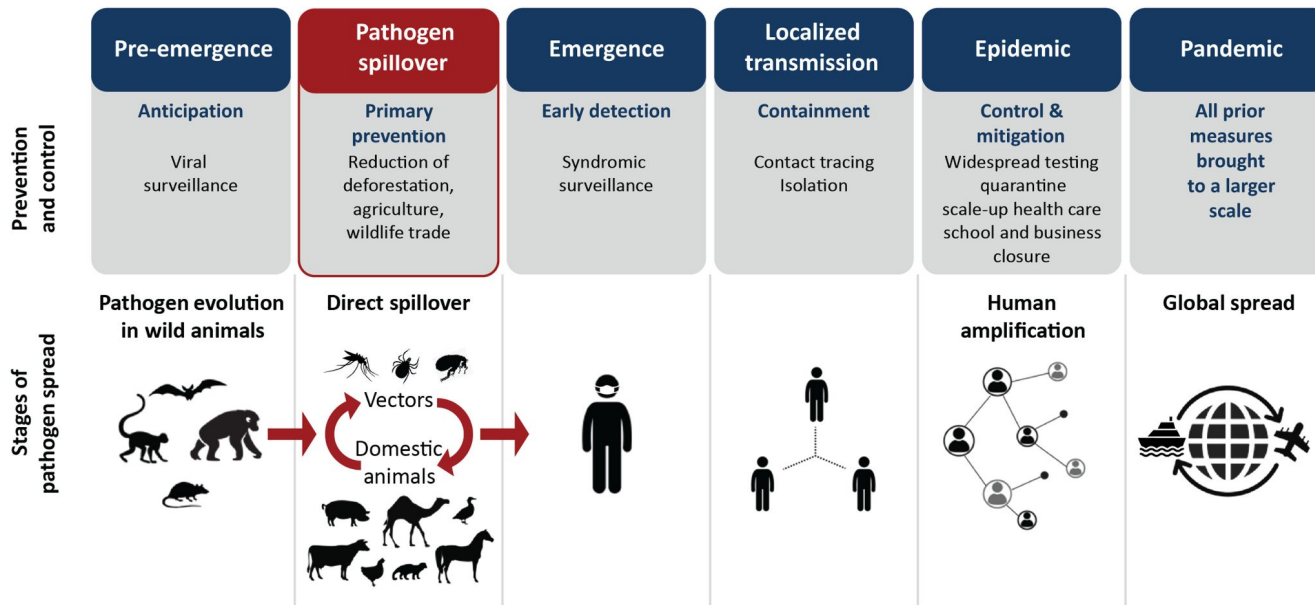 Pre-emergence
Pathogen
spillover
Emergence
Localized
transmission
Epidemic
Pandemic
Prevention
and control
Anticipation
Viral
surveillance
Primary
prevention
Reduction of
deforestation,
agriculture,
wildlife trade
Early detection
Syndromic
surveillance
Containment
Contact tracing
Isolation
Control &
mitigation
Widespread testing
quarantine
scale-up health care
school and business
closure
All prior
measures
brought
to a larger
scale
Stages of
pathogen spread
Pathogen evolution
in wild animals
Direct spillover
Vectors
Domestic
animals
Human
amplification
Global spread